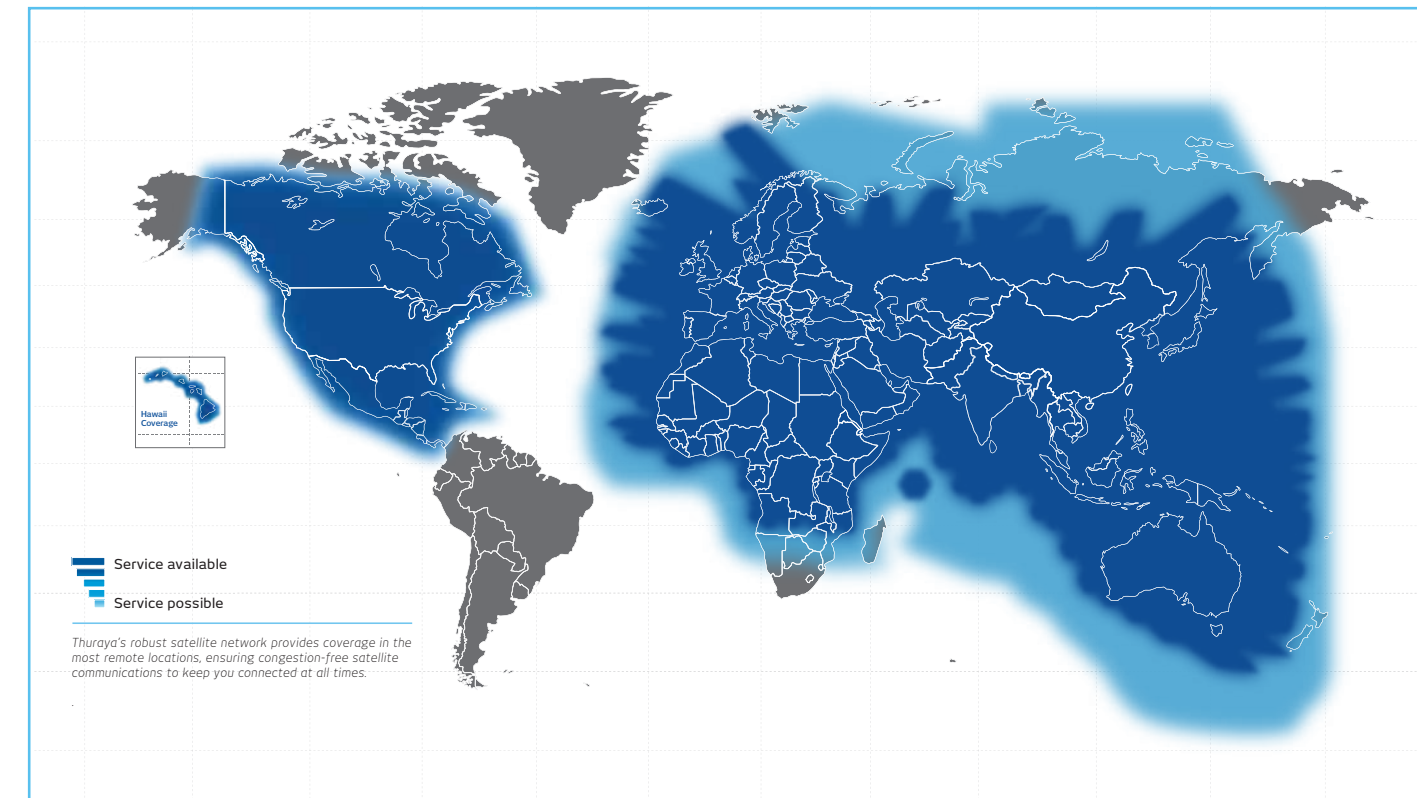 Hawaii
Coverage
Service available
Service possible
Thuraya's robust satellite network provides coverage in the
most remote locations, ensuring congestion-free satellite
communications to keep you connected at all times.
.